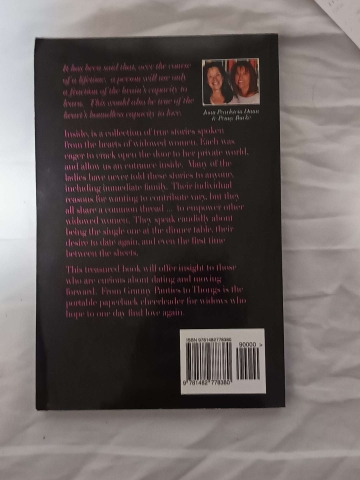 It has been said that, over the course
of a lifetime, a person will use only
a fraction of the brain's capacity to
learn. This would also be true of the
heart's boundless capacity to love.
Joan &
& Penny Burke
Inside, is a collection of true stories spoken
from the hearts of widowed women. Each was
eager to crack open the door to her private world,
and allow us an entrance inside. Many of the
ladies have never told these stories to anyone,
including immediate family. Their individual
reasons for wanting to contribute vary, but they
all share a common thread ... to empower other
widowed women. They speak candidly about
being the single one at the dinner table, their
desire to date again, and even the first time
between the sheets.
This treasured book will offer insight to those
who are curious about dating and moving
forward. From Granny Panties to Thongs is the
portable paperback cheerleader for widows who
hope to one day find love again.
90000 >